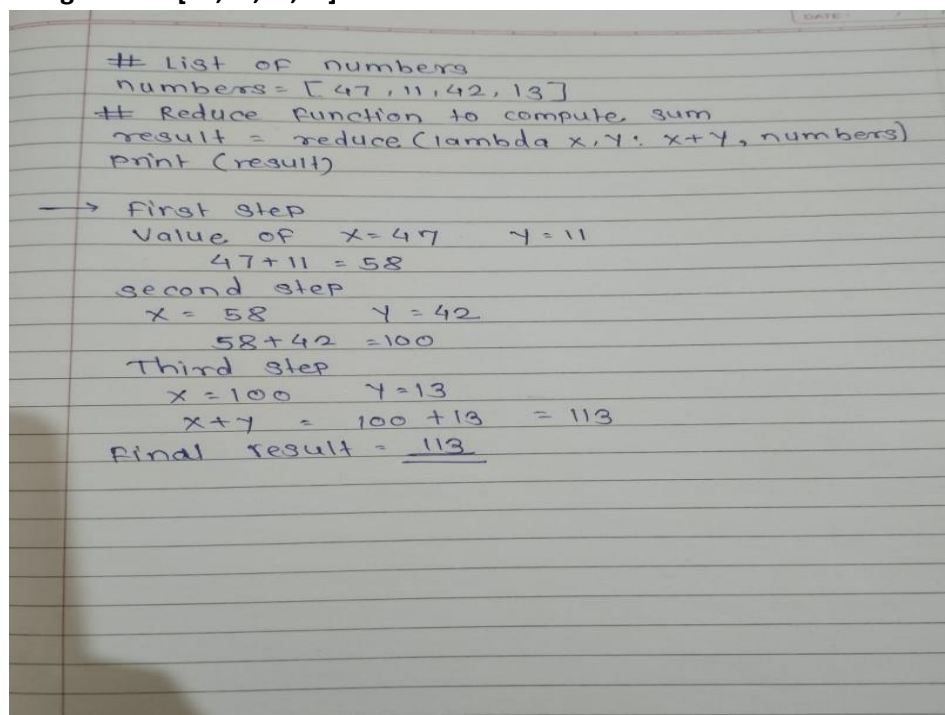 DATE:
# List of numbers
numbers = [47, 11, 42, 13]
# Reduce function to compute sum
result = reduce (lambda x, y: x+y, numbers)
print (result)
→ First step
Value of x=47 y=11
47+11 = 58
second step
x = 58 y = 42
58+42 =100
Third step
x =100 y=13
x+y = 100 +13 = 113
Final result = 113